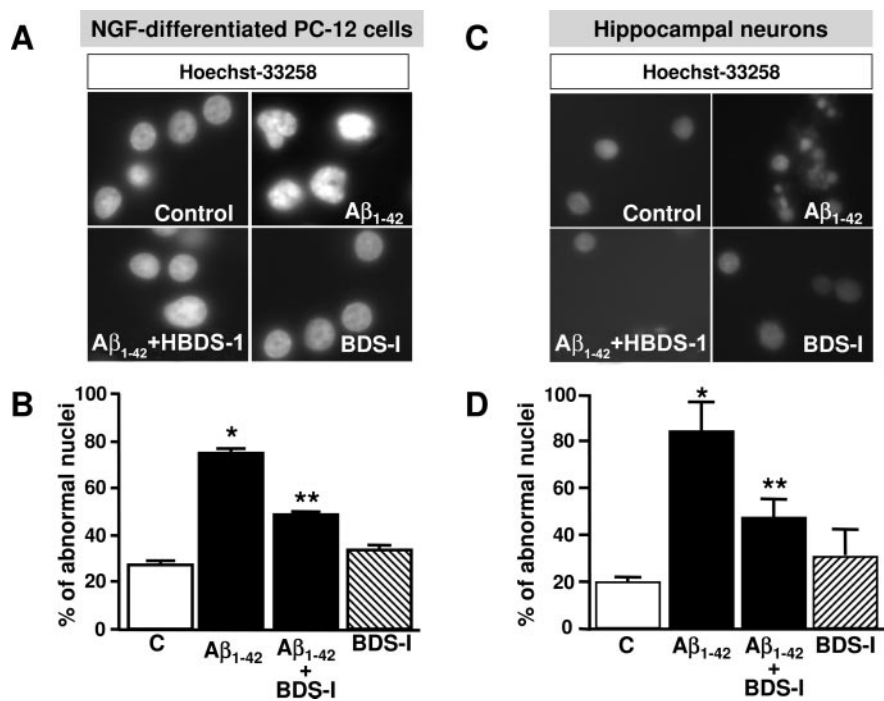 A
NGF-differentiated PC-12 cells
Hoechst-33258
Control
Aβ1-42
Aβ1-42+HBDS-1
BDS-I
B
% of abnormal nuclei
100
80
60
40
20
0
*
**
C
Aβ1-42
Aβ1-42
+
BDS-I
BDS-I
C
Hippocampal neurons
Hoechst-33258
Control
Aβ1-42
Aβ1-42+HBDS-1
BDS-I
D
% of abnormal nuclei
100
80
60
40
20
0
*
**
C
Aβ1-42
Aβ1-42
+
BDS-I
BDS-I